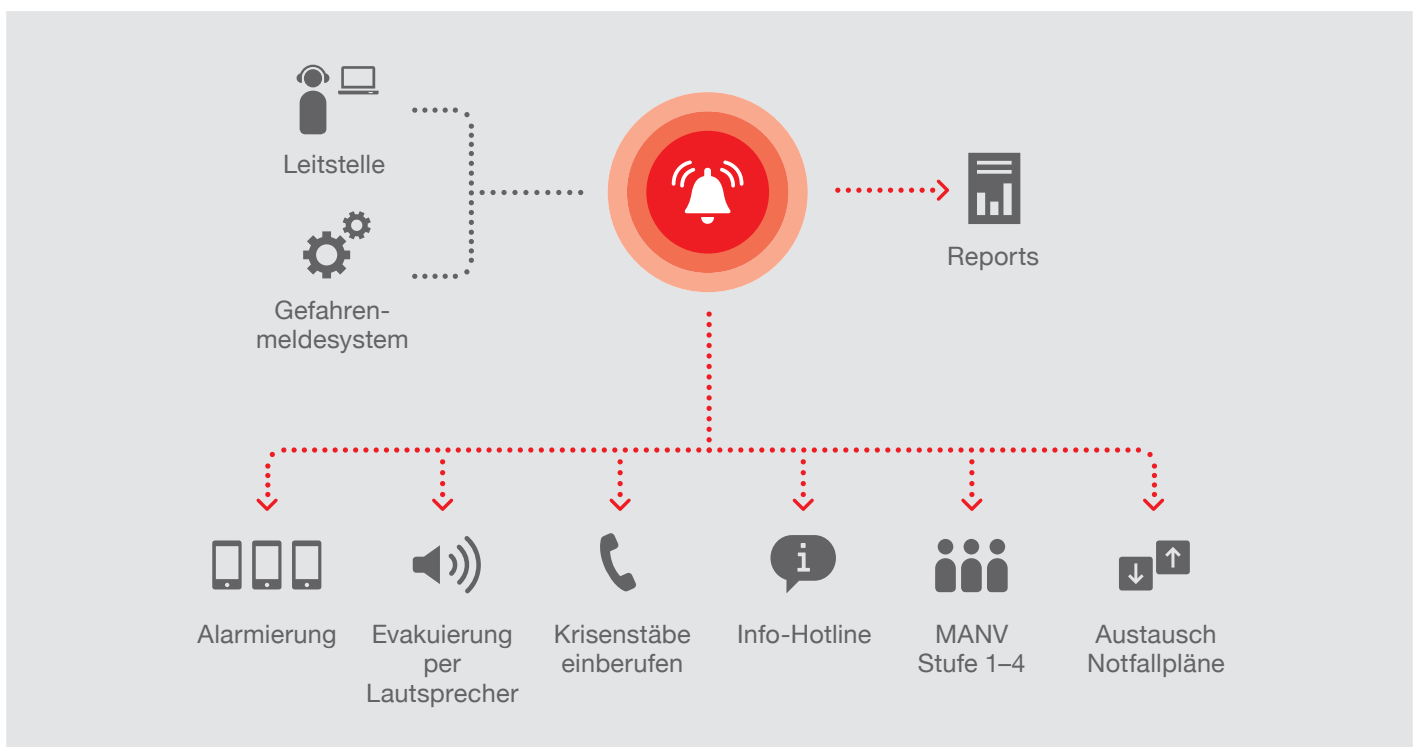 Leitstelle
Gefahren-
meldesystem
Reports
Alarmierung
Evakuierung
per
Lautsprecher
Krisenstäbe
einberufen
Info-Hotline
MANV
Stufe 1–4
Austausch
Notfallpläne